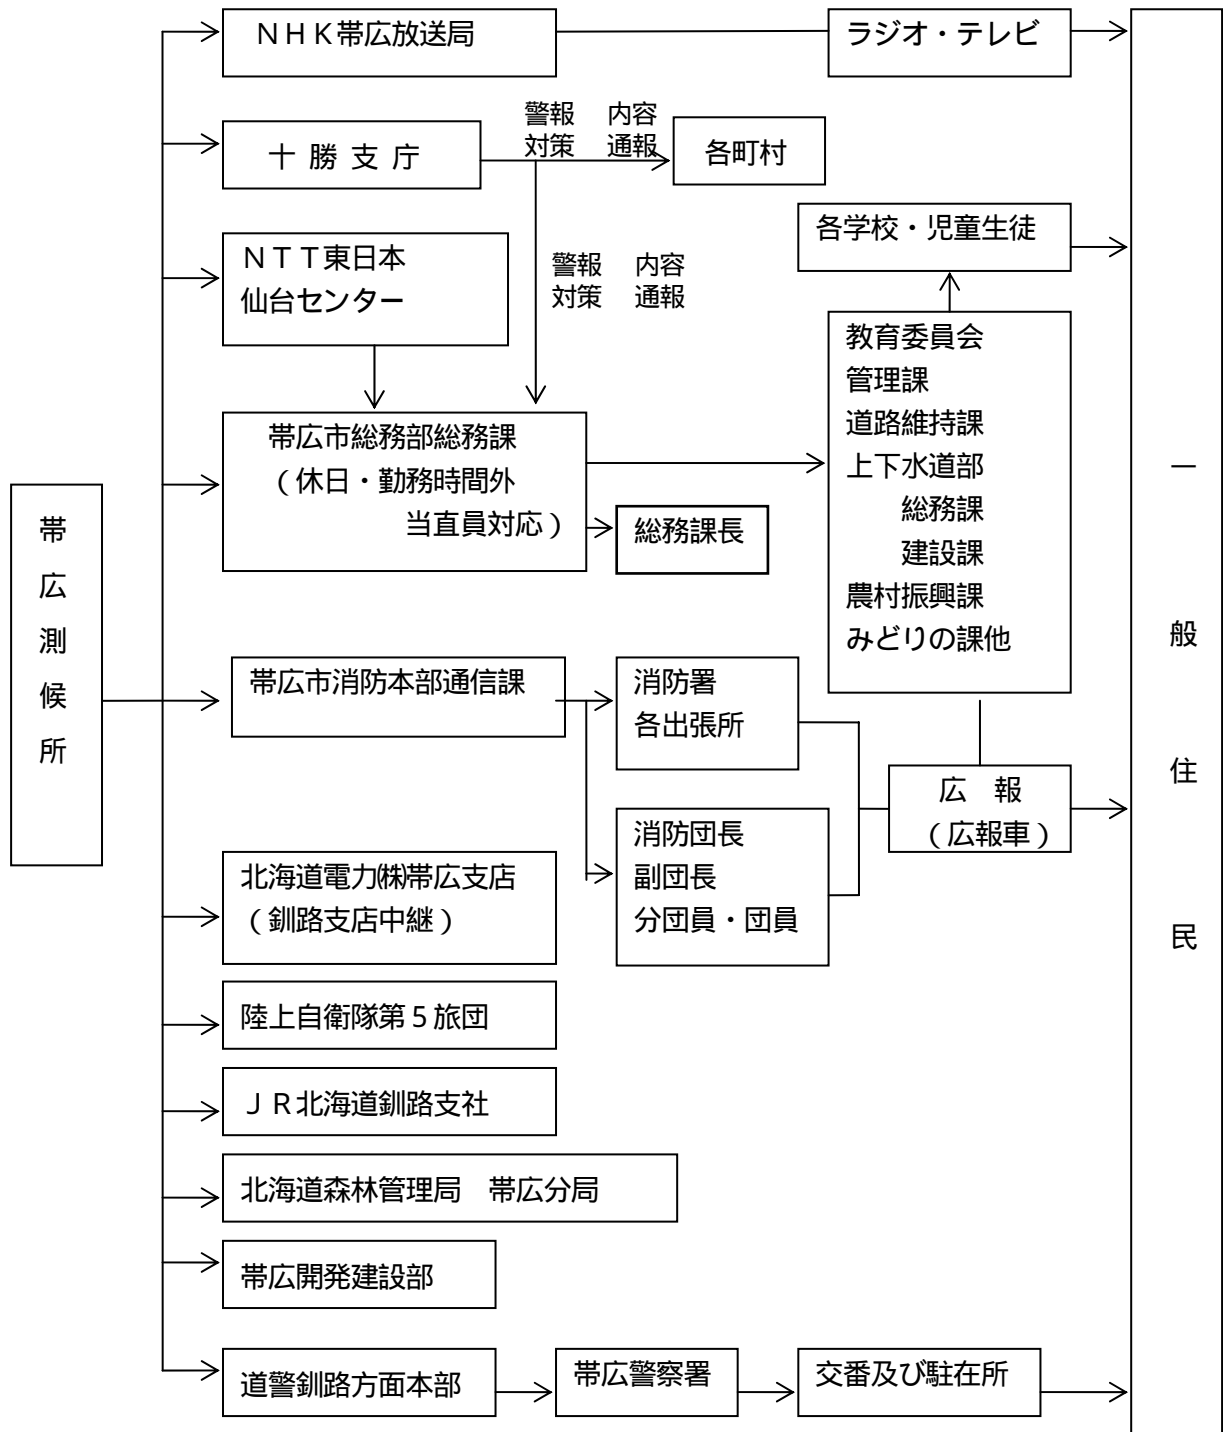 ＮＨＫ帯広放送局
ラジオ・テレビ
警報　内容
対策　通報
十 勝 支 庁
各町村
各学校・児童生徒
ＮＴＴ東日本
仙台センター
警報　内容
対策　通報
教育委員会
管理課
道路維持課
上下水道部
総務課
建設課
農村振興課
みどりの課他
帯広市総務部総務課
（休日・勤務時間外
当直員対応）
総務課長
帯広測候所
帯広市消防本部通信課
消防署
各出張所
広　報
（広報車）
消防団長
副団長
分団員・団員
北海道電力㈱帯広支店
（釧路支店中継）
陸上自衛隊第５旅団
ＪＲ北海道釧路支社
北海道森林管理局　帯広分局
帯広開発建設部
道警釧路方面本部
帯広警察署
交番及び駐在所
一般住民